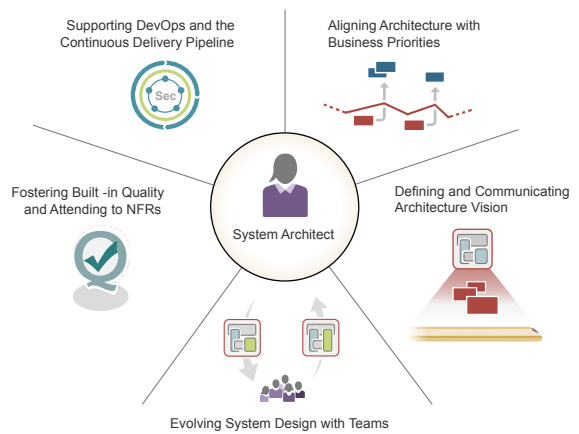 Supporting DevOps and the
Continuous Delivery Pipeline
Aligning Architecture with
Business Priorities
Sec
Fostering Built -in Quality
and Attending to NFRs
System Architect
Defining and Communicating
Architecture Vision
Evolving System Design with Teams